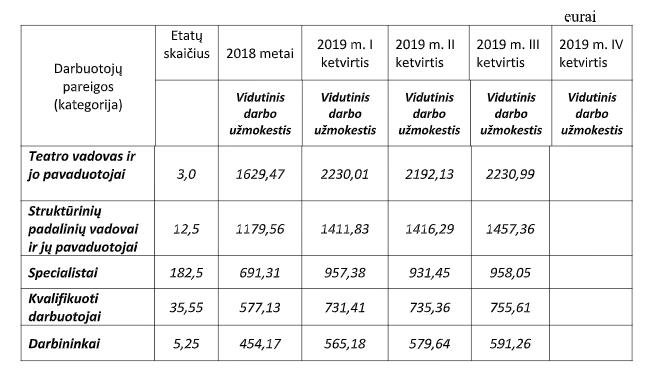 eurai
Darbuotojų
pareigos
(kategorija)
Etatų
skaičius
2018 metai
2019 m. I
ketvirtis
2019 m. II
ketvirtis
2019 m. III
ketvirtis
2019 m. IV
ketvirtis
Vidutinis
darbo
užmokestis
Vidutinis
darbo
užmokestis
Vidutinis
darbo
užmokestis
Vidutinis
darbo
užmokestis
Vidutinis
darbo
užmokestis
Teatro vadovas ir
jo pavaduotojai
3,0 1629,47 2230,01 2192,13 2230,99
Struktūrinių
padalinių vadovai
ir jų pavaduotojai
12,5 1179,56 1411,83 1416,29 1457,36
Specialistai 182,5 691,31 957,38 931,45 958,05
Kvalifikuoti
darbuotojai
35,55 577,13 731,41 735,36 755,61
Darbininkai 5,25 454,17 565,18 579,64 591,26